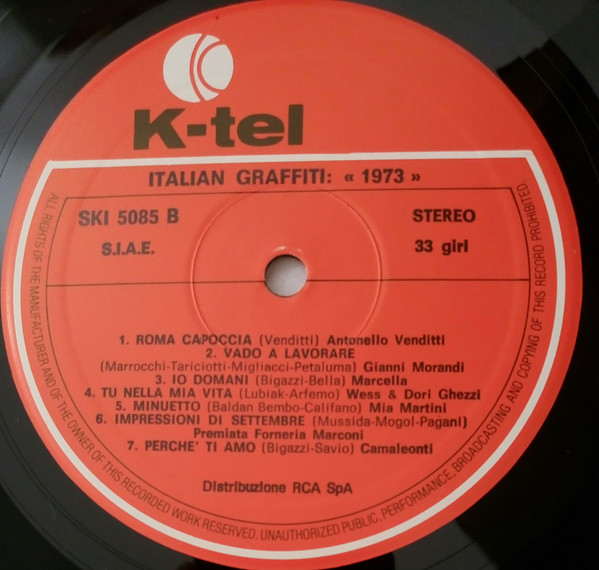 K-tel
ITALIAN GRAFFITI: « 1973 »
SKI 5085 B
STEREO
S.I.A.E.
33 giri
1. ROMA CAPOCCIA (Venditti) Antonello Venditti
2. VADO A LAVORARE
(Marrocchi-Tariciotti-Migliacci-Petaluma) Gianni Morandi
3. IO DOMANI (Bigazzi-Bella) Marcella
4. TU NELLA MIA VITA (Lubiak-Arfemo) Wess & Dori Ghezzi
5. MINUETTO (Baldan Bembo-Califano) Mia Martini
6. IMPRESSIONI DI SETTEMBRE (Mussida-Mogol-Pagani)
Premiata Forneria Marconi
7. PERCHE' TI AMO (Bigazzi-Savio) Camaleonti
Distribuzione RCA SpA
ALL RIGHTS OF THE MANUFACTURER AND OF THE OWNER OF THIS RECORDED WORK RESERVED. UNAUTHORIZED PUBLIC, PERFORMANCE, BROADCASTING AND COPYING OF THIS RECORD PROHIBITED.